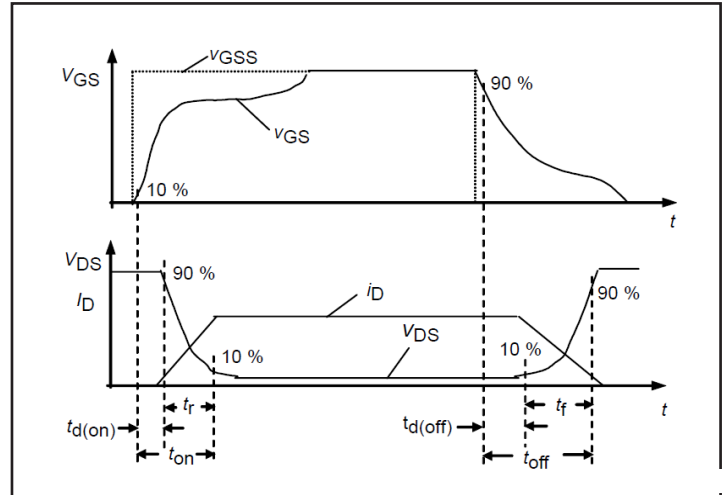 VGSS
VGS
90 %
vGS
10 %
t
VDS
90 %
ID
iD
90 %
VDS
10 %
10 %
tr
tf
t
td(on)
td(off)
ton
toff